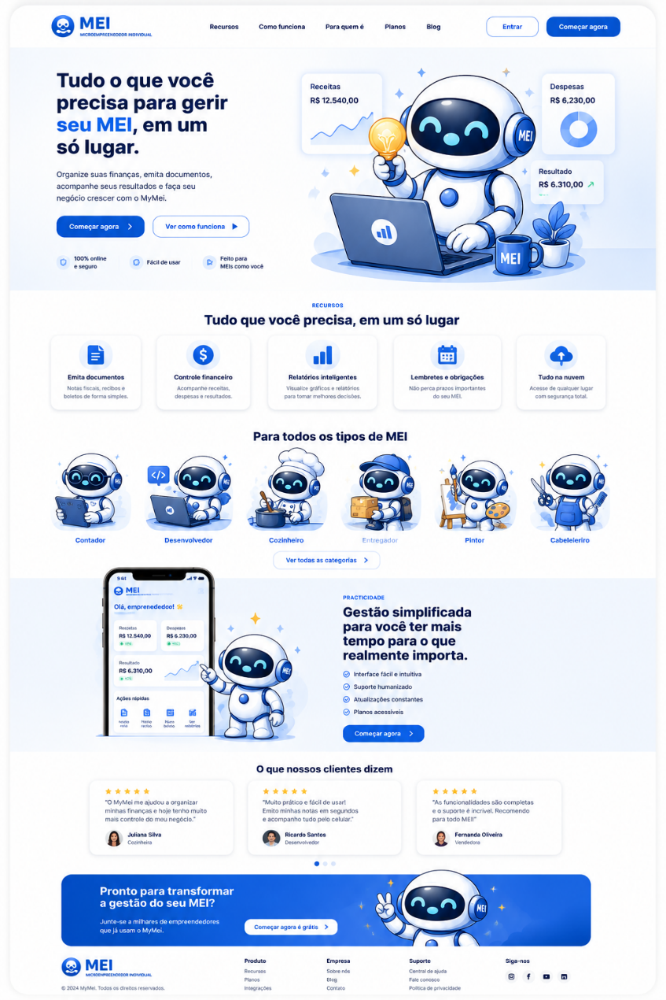 MEI
MICROEMPREENDEDOR INDIVIDUAL
Recursos
Como funciona
Para quem é
Planos
Blog
Entrar
Começar agora
Tudo o que você
precisa para gerir
seu MEI, em um
só lugar.
Organize suas finanças, emita documentos,
acompanhe seus resultados e faça seu
negócio crescer com o MyMei.
Começar agora
Ver como funciona
100% online
e seguro
Fácil de usar
Feito para
MEIs como você
Receitas
R$ 12.540,00
Despesas
R$ 6,230,00
Resultado
R$ 6.310,00
MEI
MEI
RECURSOS
Tudo que você precisa, em um só lugar
Emita documentos
Notas fiscais, recibos e
boletos de forma simples.
Controle financeiro
Acompanhe receitas,
despesas e resultados.
Relatórios inteligentes
Visualize gráficos e relatórios
para tomar melhores decisões.
Lembretes e obrigações
Não perca prazos importantes
do seu MEI.
Tudo na nuvem
Acesse de qualquer lugar
com segurança total.
Para todos os tipos de MEI
MEI
</>
MEI
MEI
MEI
MEI
MEI
Contador
Desenvolvedor
Cozinheiro
Entregador
Pintor
Cabeleieriro
Ver todas as categorias
9:41
MEI
Olá, emprenededoo!
Receitos
R$ 12.540,00
Despesos
R$ 6.230,00
Resultado
R$ 6,310,00
Ações rápidas
MEI
PRACTICIDADE
Gestão simplificada
para você ter mais
tempo para o que
realmente importa.
Interface fácil e intuitiva
Suporte humanizado
Atualizações constantes
Planos acessíveis
Começar agora
O que nossos clientes dizem
"O MyMei me ajudou a organizar
minhas finanças e hoje tenho muito
mais controle do meu negócio."
Juliana Silva
Cozinheira
"Muito prático e fácil de usar!
Emito minhas notas em segundos
e acompanho tudo pelo celular."
Ricardo Santos
Desenvolvedor
"As funcionalidades são completas
e o suporte é incrível. Recomendo
para todo MEI!"
Fernanda Oliveira
Vendedora
Pronto para transformar
a gestão do seu MEI?
Junte-se a milhares de empreendedores
que já usam o MyMei.
Começar agora é grátis
MEI
MEI
MICROEMPREENDEDOR INDIVIDUAL
© 2024 MyMei. Todos os direitos reservados.
Produto
Recursaes
Planos
Integrações
Empresa
Sobre nós
Blog
Contato
Suporte
Central de ajuda
Fale conosco
Política de privacidade
Siga-nos